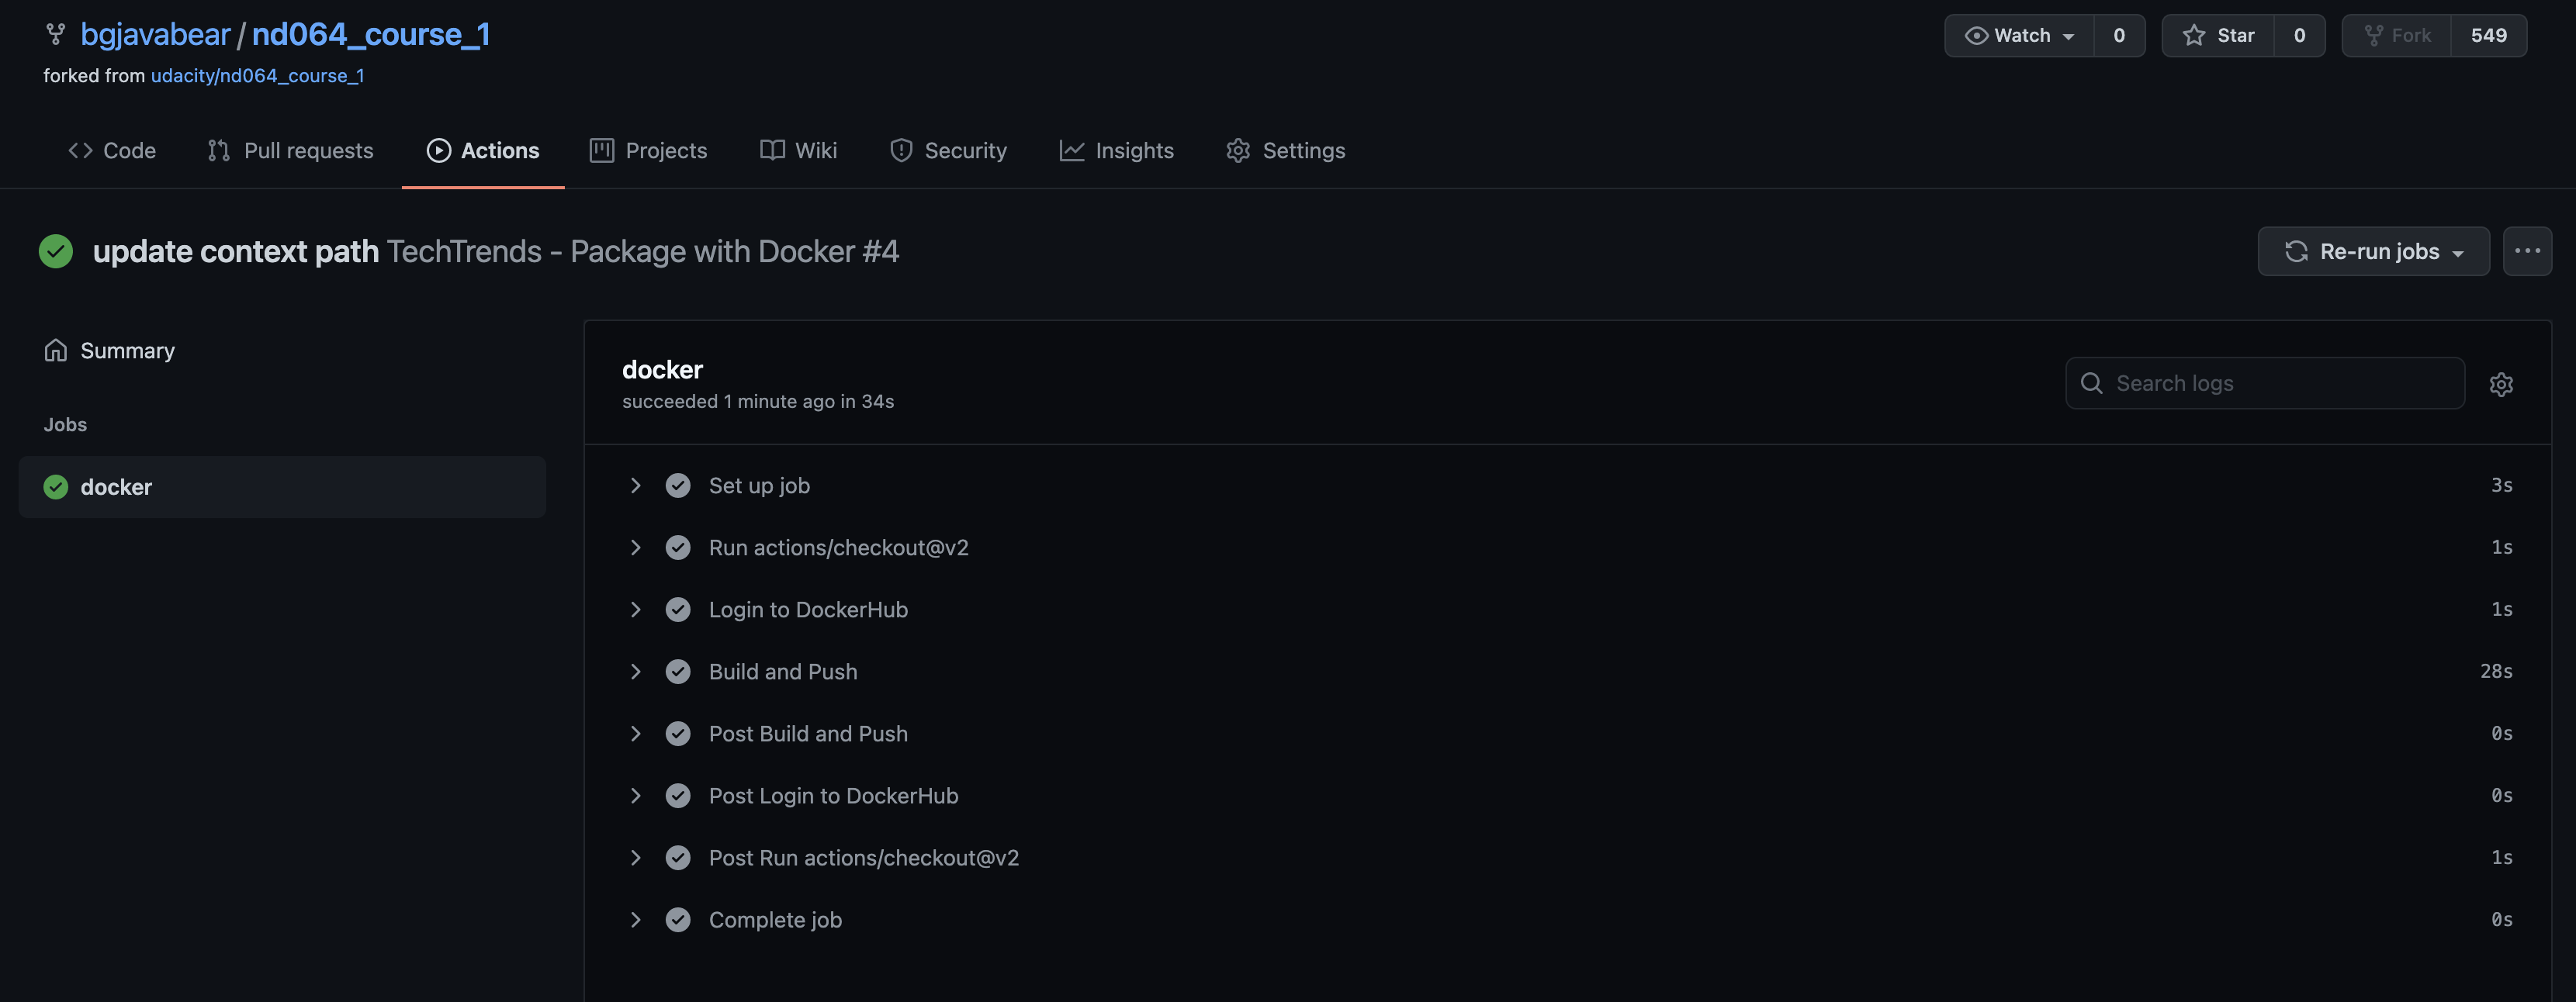 bgjavabear / nd064_course_1
Watch 0 Star 0 Fork 549
forked from udacity/nd064_course_1
Code Pull requests Actions Projects Wiki Security Insights Settings
update context path TechTrends - Package with Docker #4
Re-run jobs
Summary
Jobs
docker
docker
succeeded 1 minute ago in 34s
Search logs
Set up job 3s
Run actions/checkout@v2 1s
Login to DockerHub 1s
Build and Push 28s
Post Build and Push 0s
Post Login to DockerHub 0s
Post Run actions/checkout@v2 1s
Complete job 0s